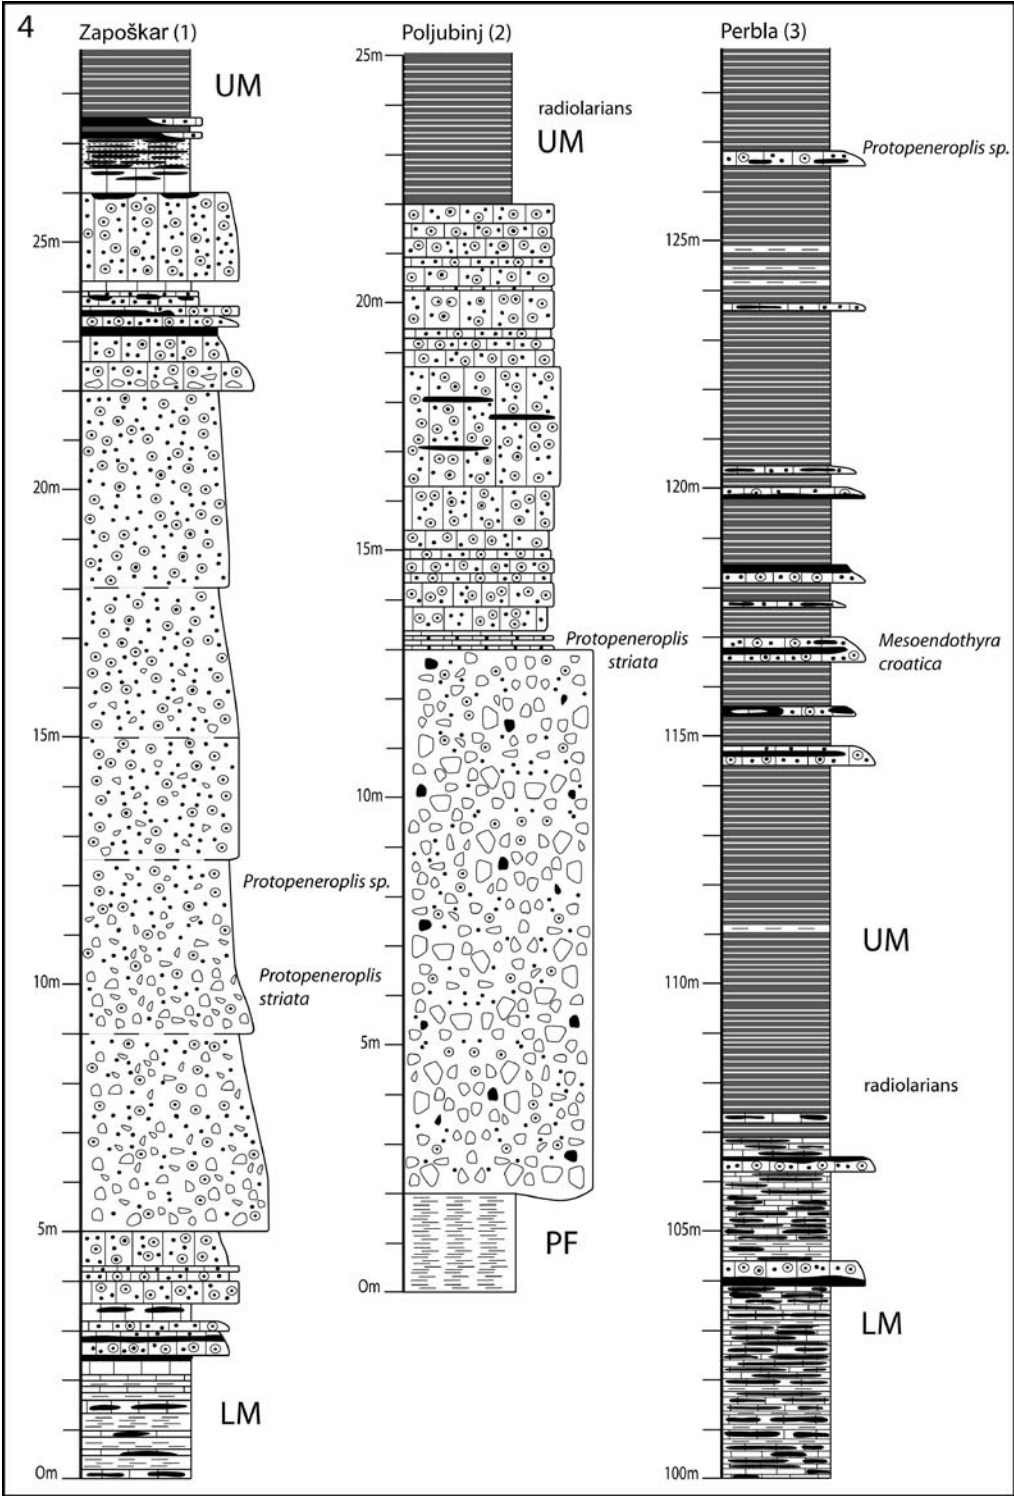 4
Zapoškar (1)
UM
25m
20m
15m
Protopeneroplis sp.
Protopeneroplis
striata
10m
5m
LM
0m
Poljubinj (2)
25m
radiolarians
UM
20m
15m
Protopeneroplis
striata
10m
5m
PF
0m
Perbla (3)
Protopeneroplis sp.
125m
120m
Mesoendothyra
croatica
115m
UM
110m
radiolarians
105m
LM
100m